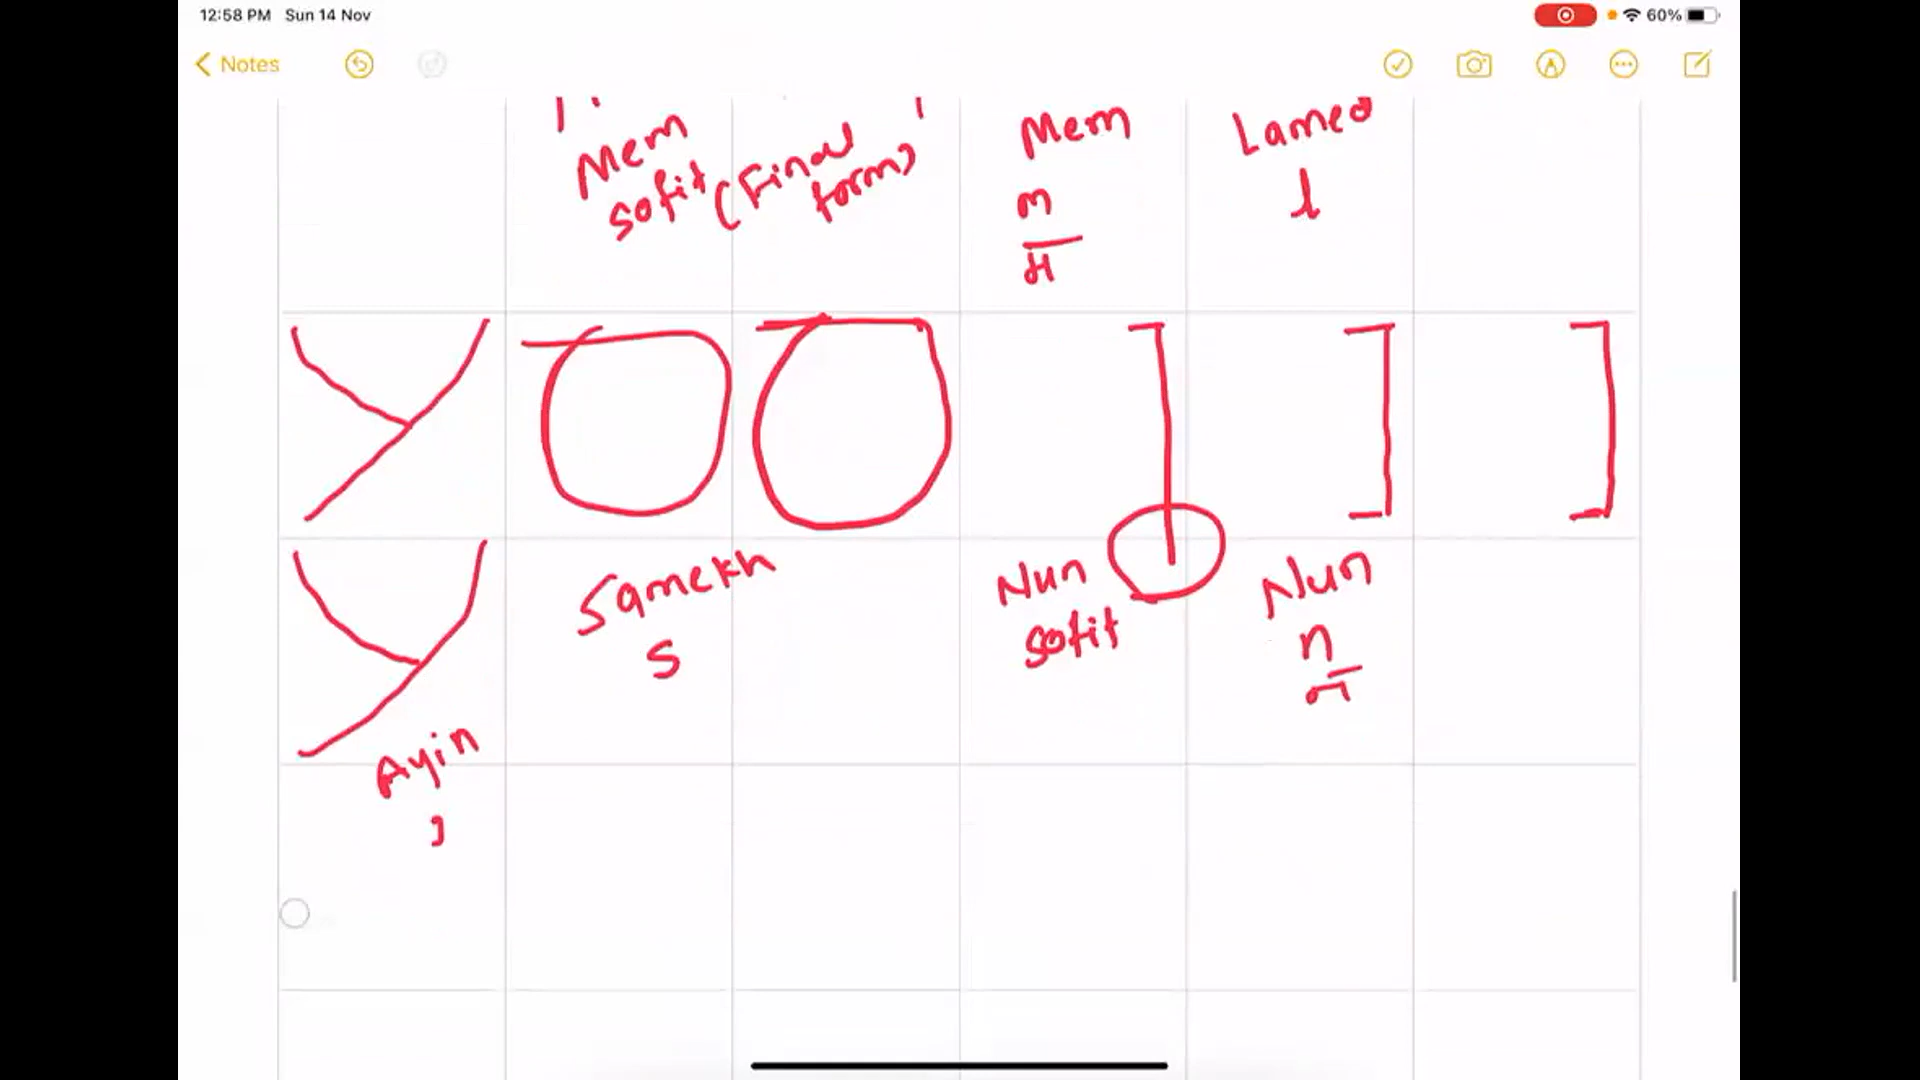 12:58 PM Sun 14 Nov 60%
Notes
Mem sofit (Final form)
Mem
m
म
Lamed
l
ע ס ס ן נ נ
ע
Samekh
s
Nun sofit
Nun
n
न
Ayin